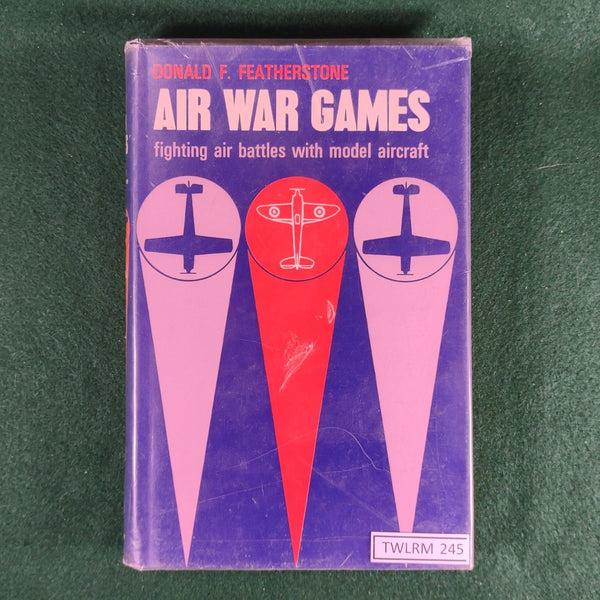 DONALD F. FEATHERSTONE
AIR WAR GAMES
fighting air battles with model aircraft
TWLRM 245